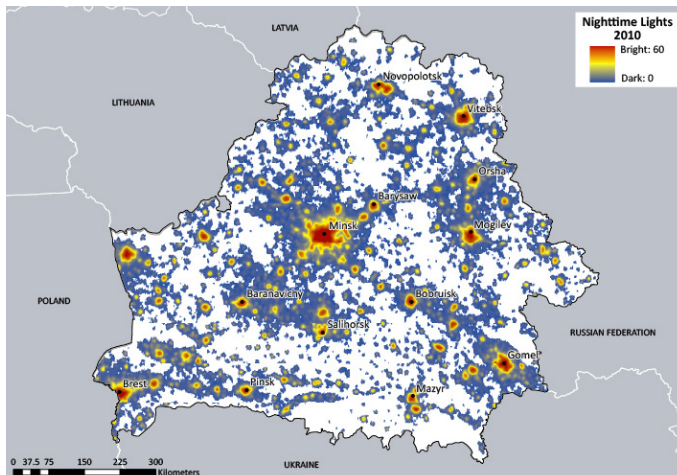 Nighttime Lights
2010
Bright: 60
Dark: 0
LATVIA
LITHUANIA
POLAND
RUSSIAN FEDERATION
UKRAINE
Novopolotsk
Vitebsk
Orsha
Barysaw
Minsk
Mogilev
Baranavichy
Bobruisk
Salihorsk
Gomel
Brest
Pinsk
Mazyr
0 37.5 75 150 225 300
Kilometers